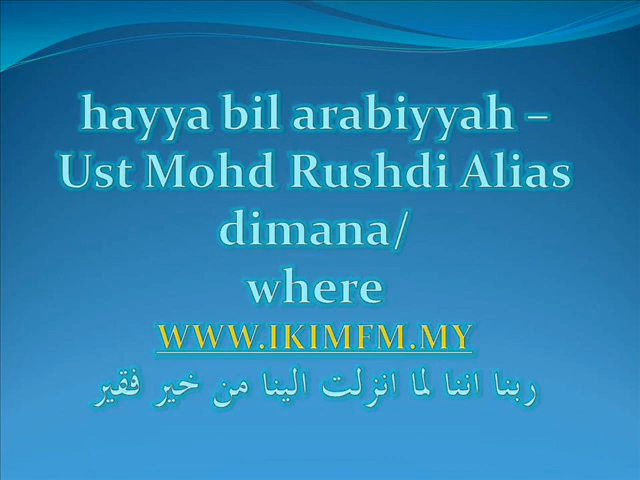 hayya bil arabiyyah –
Ust Mohd Rushdi Alias
dimana/
where
WWW.IKIMFM.MY
ربنا اننا لما انزلت الينا من خير فقير